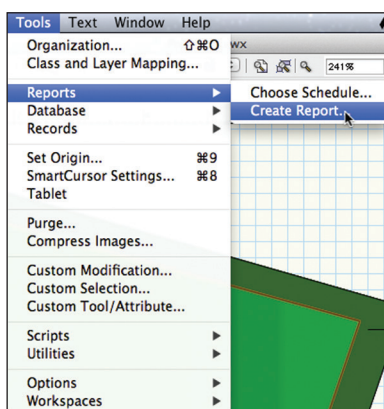 Tools Text Window Help
Organization... ⇧⌘O
Class and Layer Mapping...
wx
241%
Reports
Choose Schedule...
Create Report...
Database
Records
Set Origin... ⌘9
SmartCursor Settings... ⌘8
Tablet
Purge...
Compress Images...
Custom Modification...
Custom Selection...
Custom Tool/Attribute...
Scripts
Utilities
Options
Workspaces